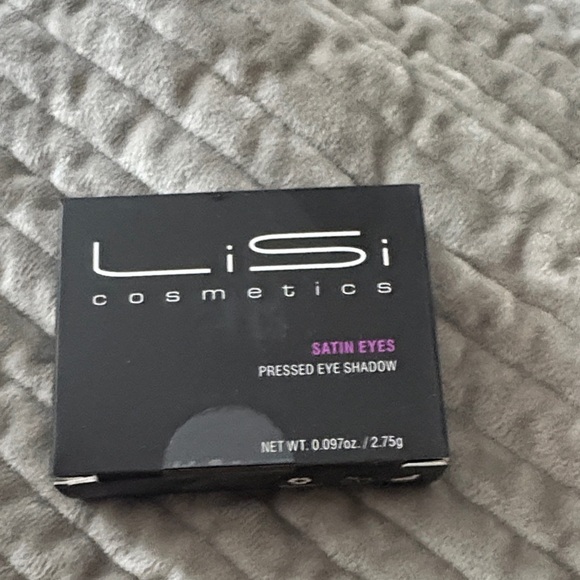 LiSi
cosmetics
SATIN EYES
PRESSED EYE SHADOW
NET WT. 0.097oz. / 2.75g